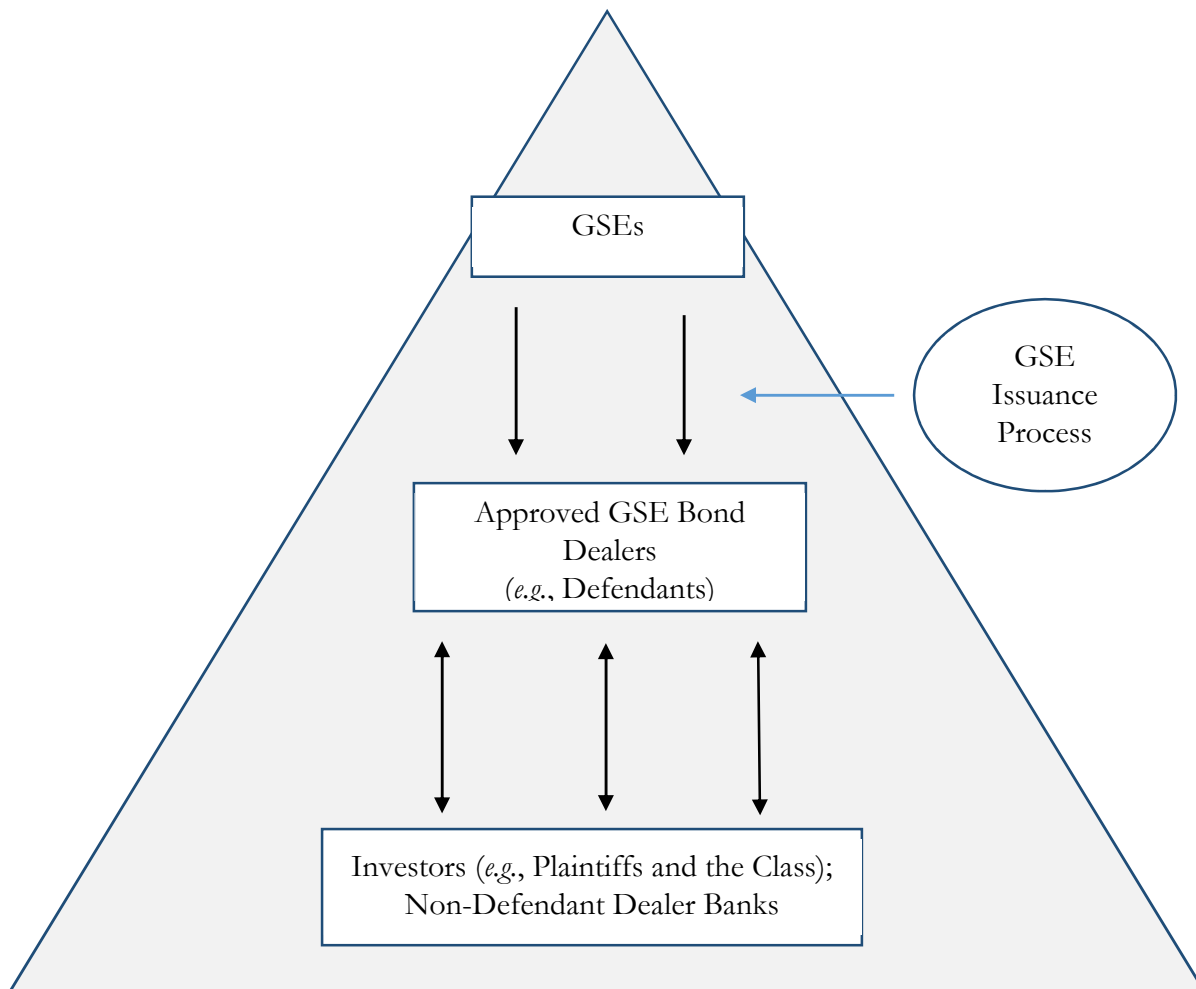 GSEs
GSE
Issuance
Process
Approved GSE Bond
Dealers
(e.g., Defendants)
Investors (e.g., Plaintiffs and the Class);
Non-Defendant Dealer Banks